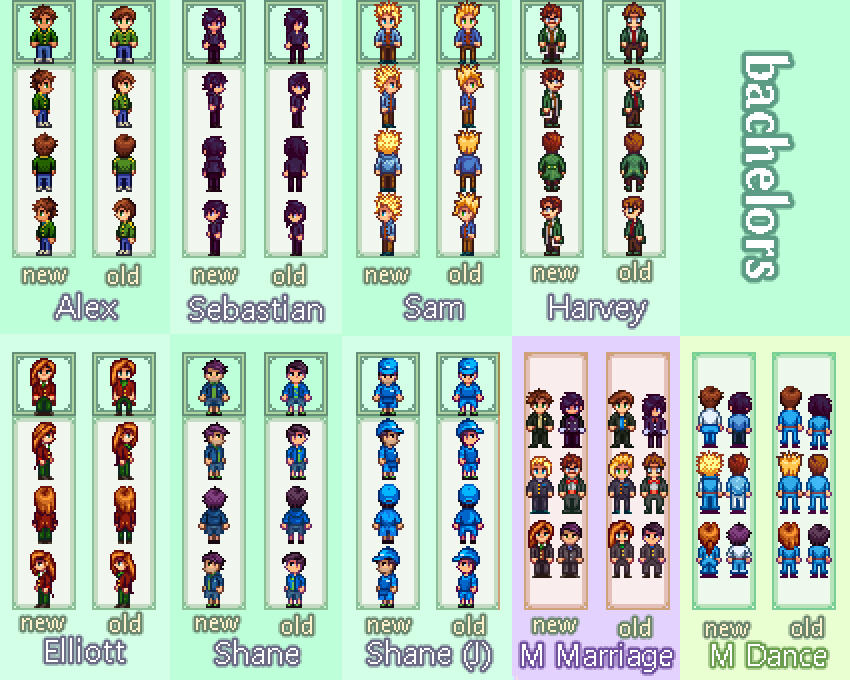 bachelors
new old
Alex
new old
Sebastian
new old
Sam
new old
Harvey
new old
Elliott
new old
Shane
new old
Shane (J)
new old
M Marriage
new old
M Dance